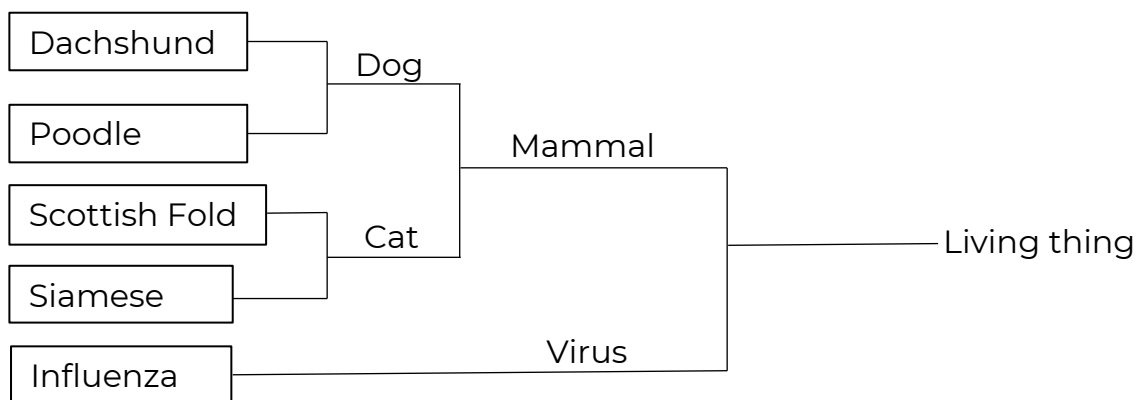 Dachshund
Dog
Poodle
Mammal
Scottish Fold
Cat
Living thing
Siamese
Virus
Influenza